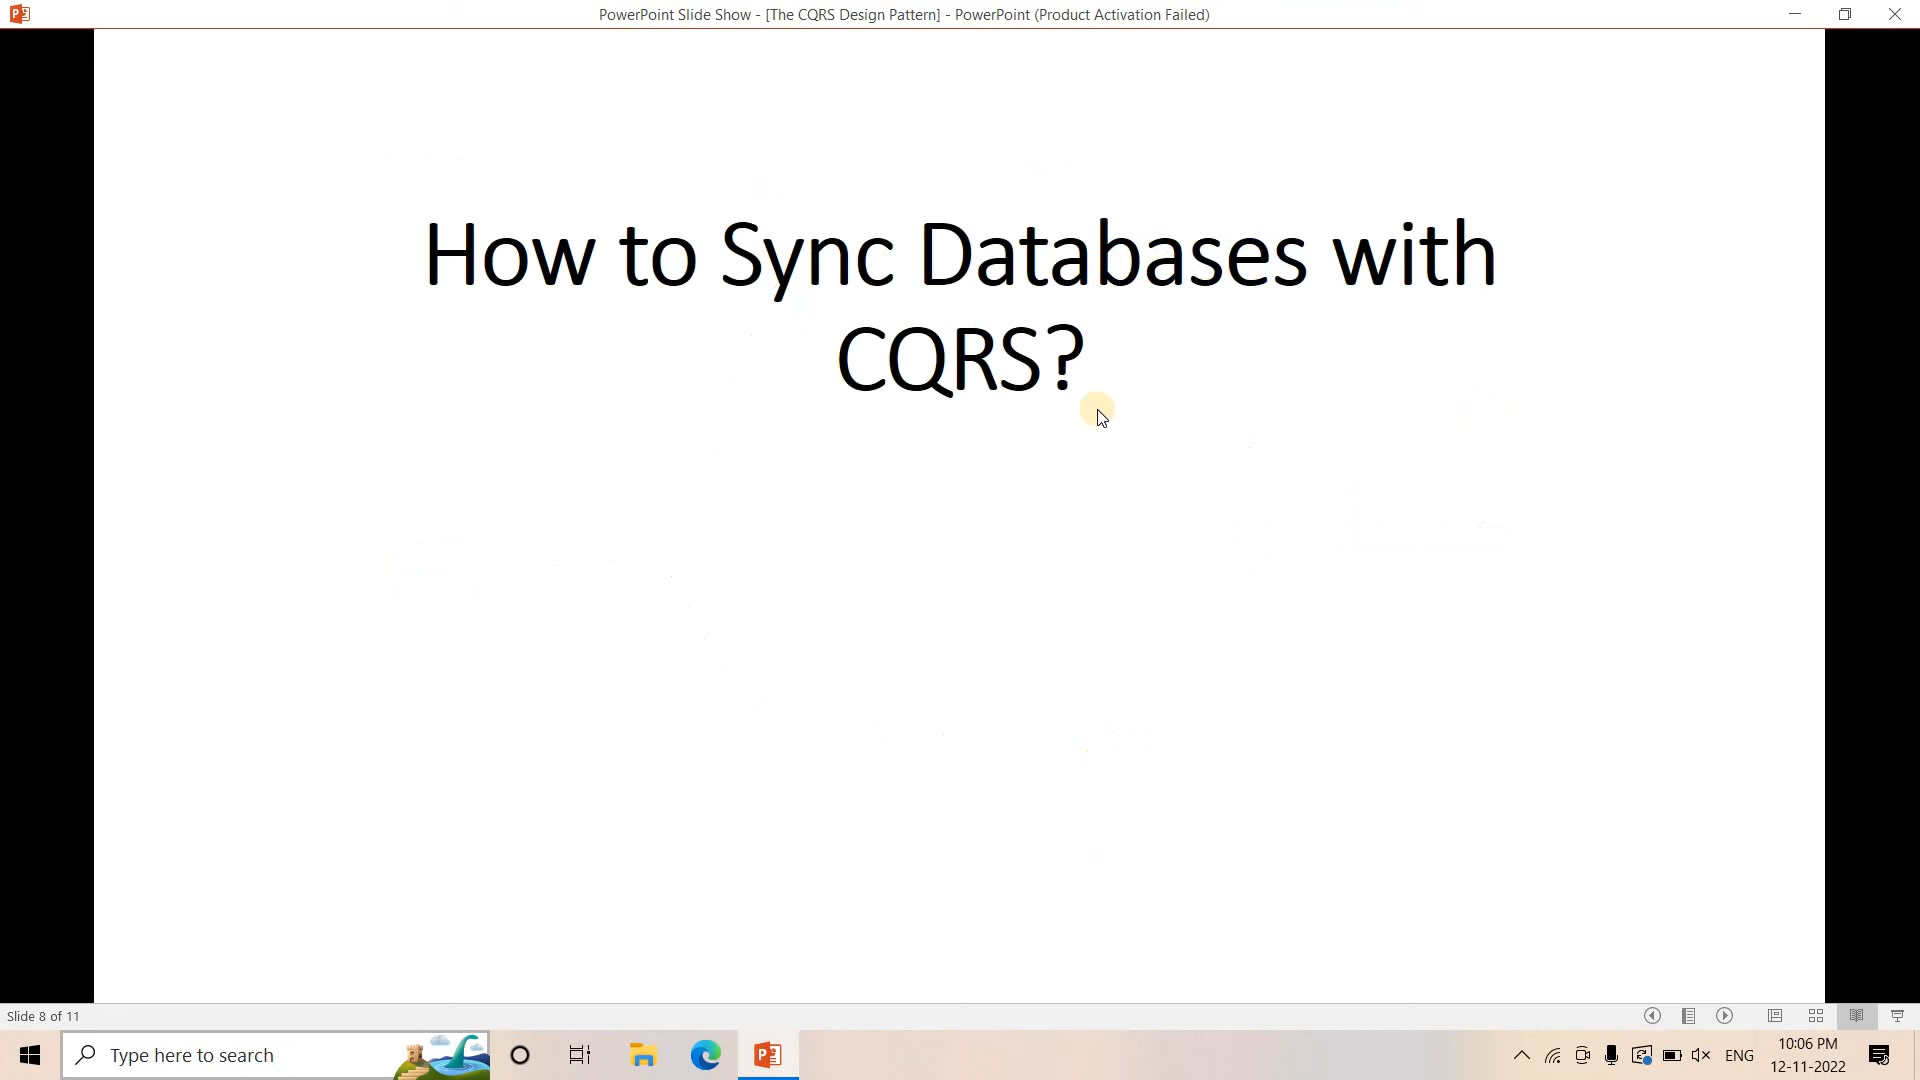 PowerPoint Slide Show - [The CQRS Design Pattern] - PowerPoint (Product Activation Failed)
How to Sync Databases with
CQRS?
Slide 8 of 11
Type here to search
ENG
10:06 PM
12-11-2022